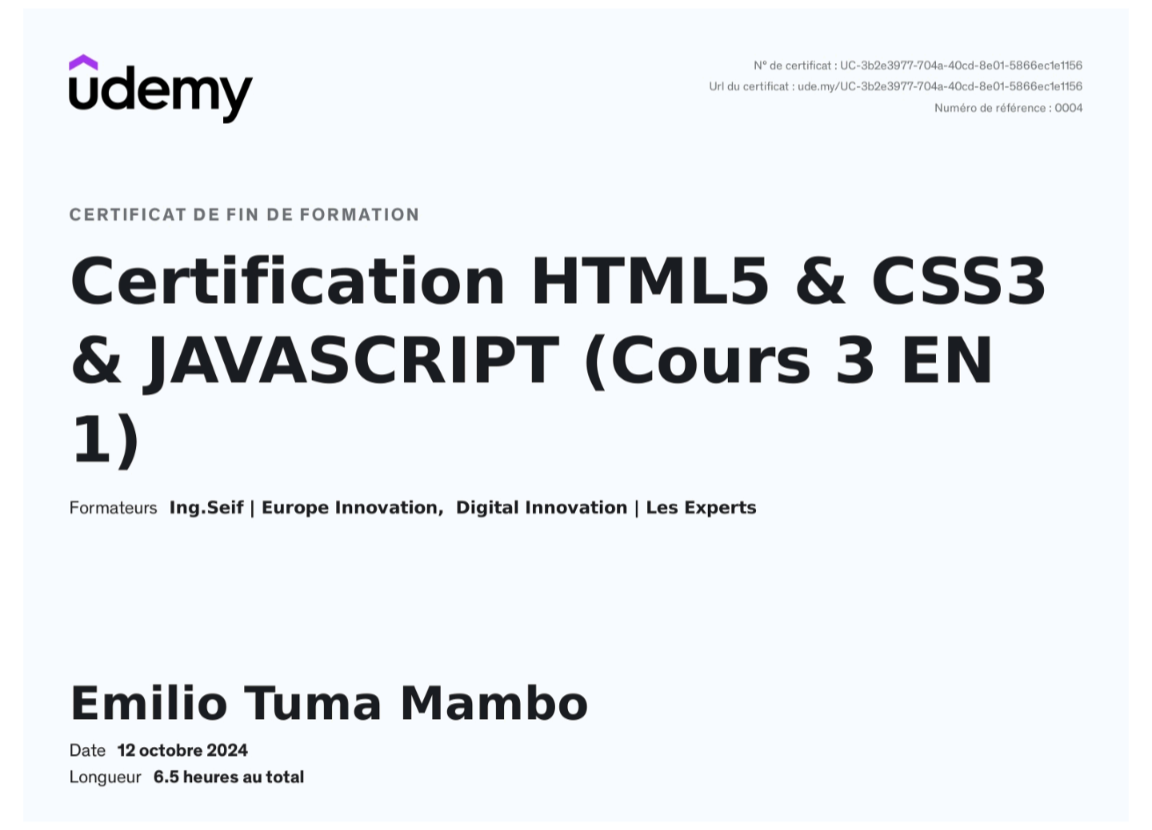 udemy
N° de certificat : UC-3b2e3977-704a-40cd-8e01-5866ec1e1156
Url du certificat : ude.my/UC-3b2e3977-704a-40cd-8e01-5866ec1e1156
Numéro de référence : 0004
CERTIFICAT DE FIN DE FORMATION
Certification HTML5 & CSS3
& JAVASCRIPT (Cours 3 EN
1)
Formateurs Ing.Seif | Europe Innovation, Digital Innovation | Les Experts
Emilio Tuma Mambo
Date 12 octobre 2024
Longueur 6.5 heures au total